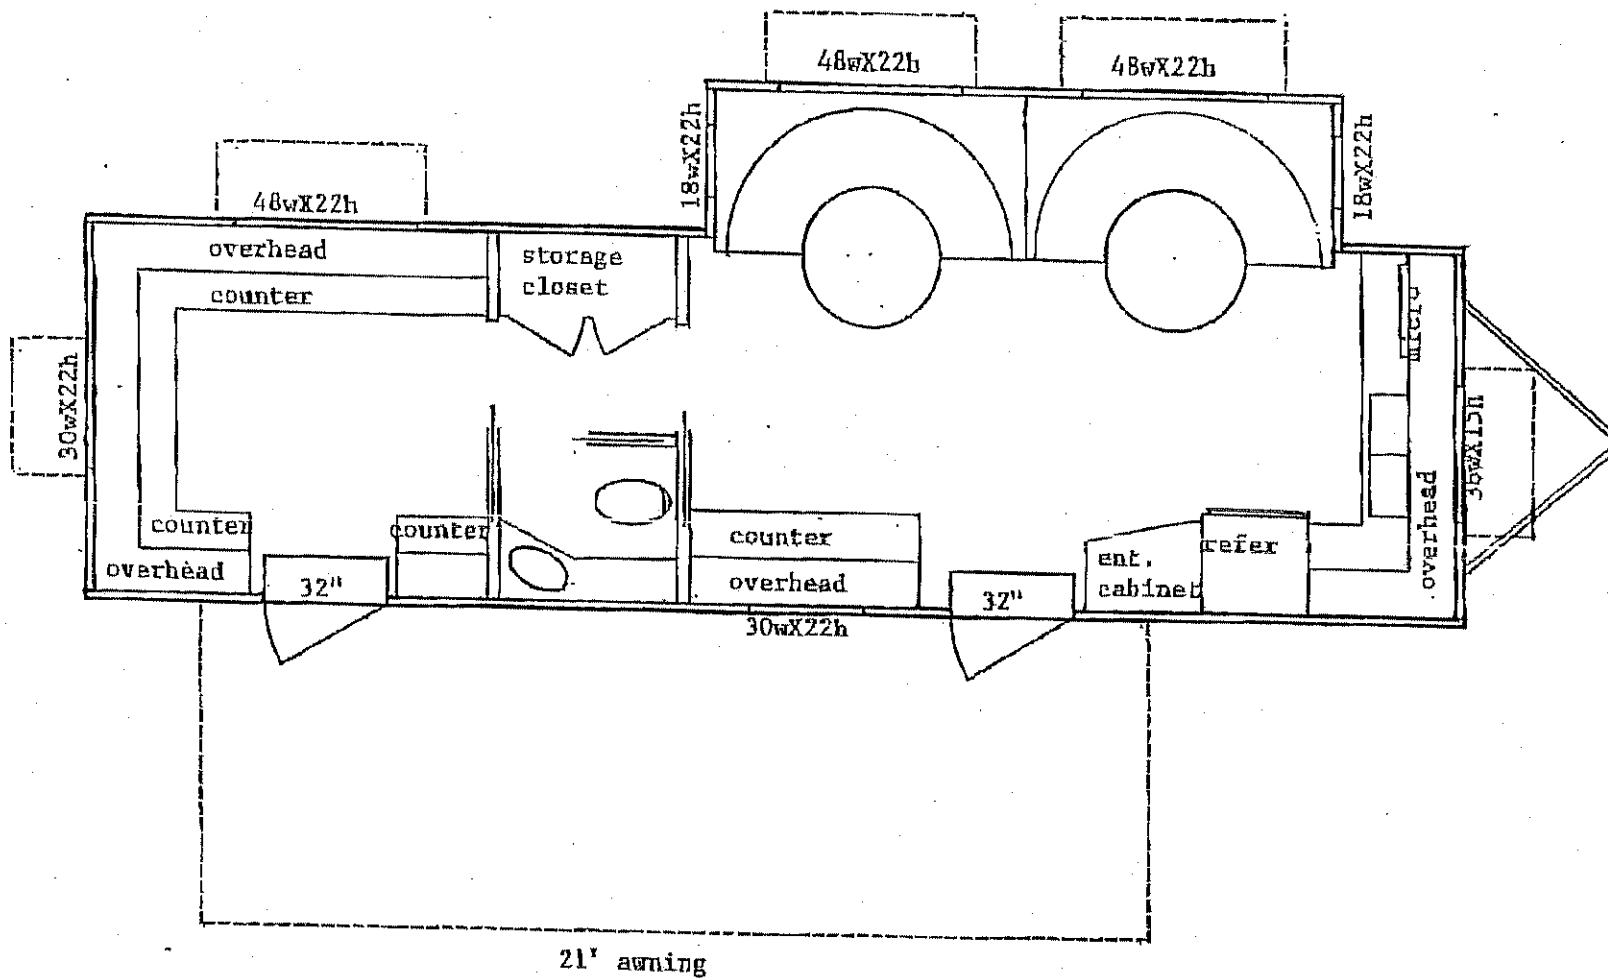 48wX22h
48wX22h
18wX22h
18wX22h
48wX22h
overhead
counter
storage
closet
micro
30wX22h
36wX15h
overhead
counter
overhead
32"
counter
counter
overhead
30wX22h
32"
ent.
cabinet
refer
21' awning